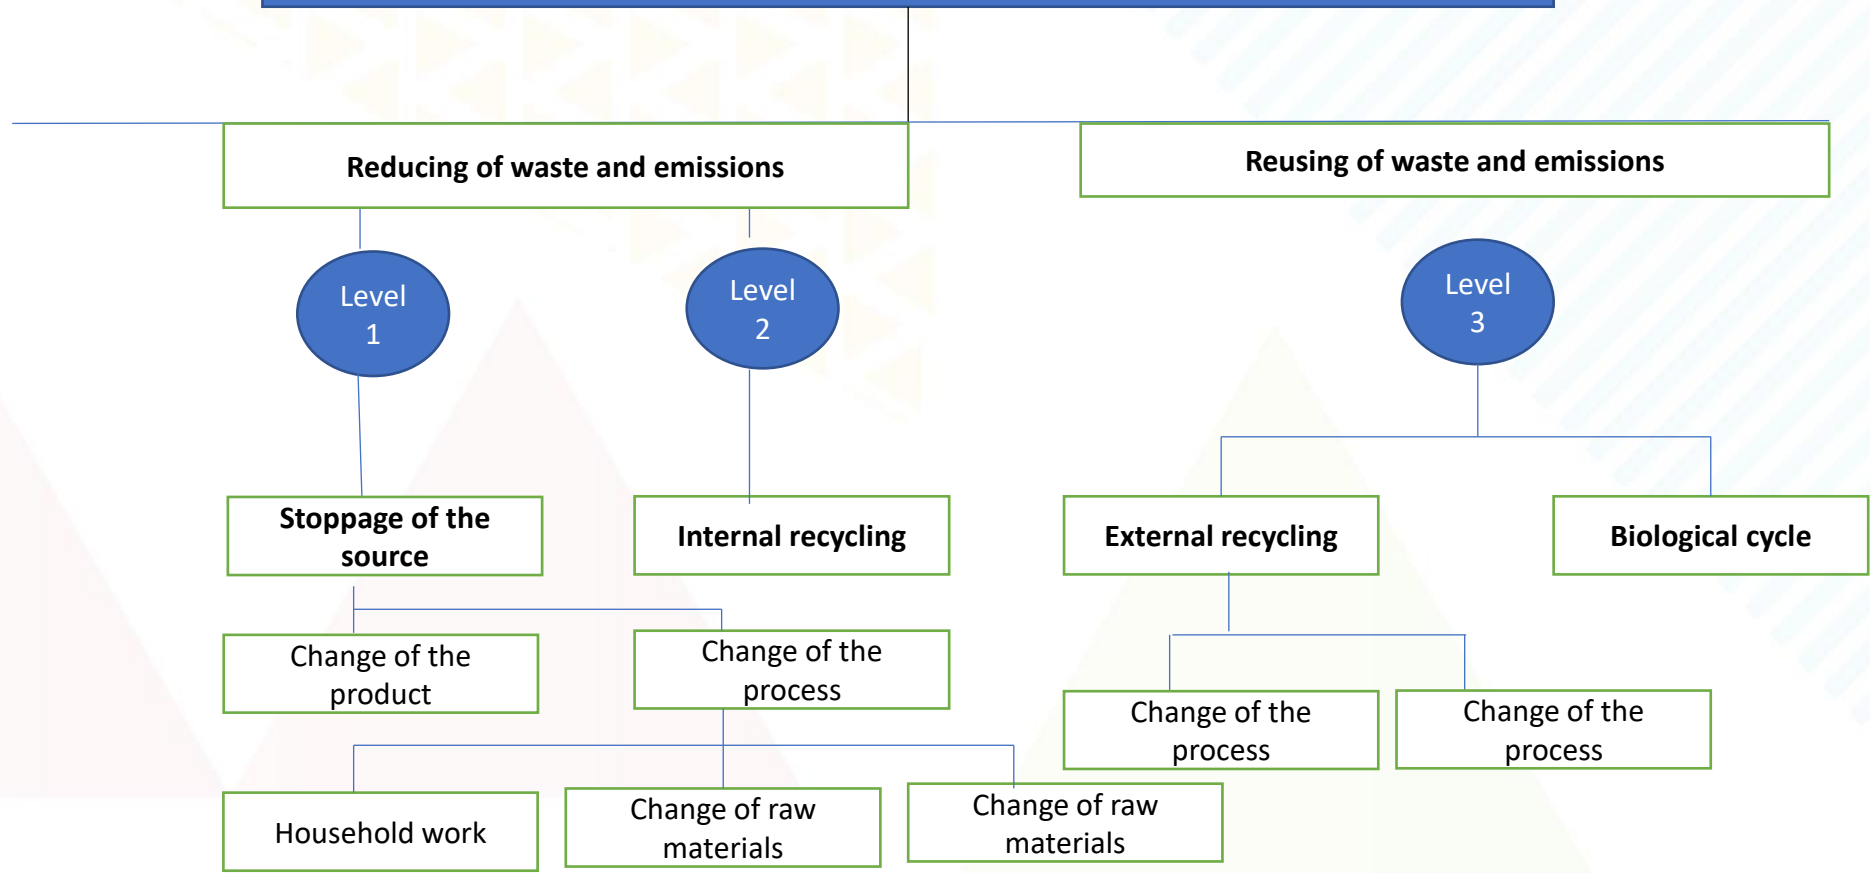 Reducing of waste and emissions
Reusing of waste and emissions
Level
1
Level
2
Level
3
Stoppage of the
source
Internal recycling
External recycling
Biological cycle
Change of the
product
Change of the
process
Change of the
process
Change of the
process
Household work
Change of raw
materials
Change of raw
materials